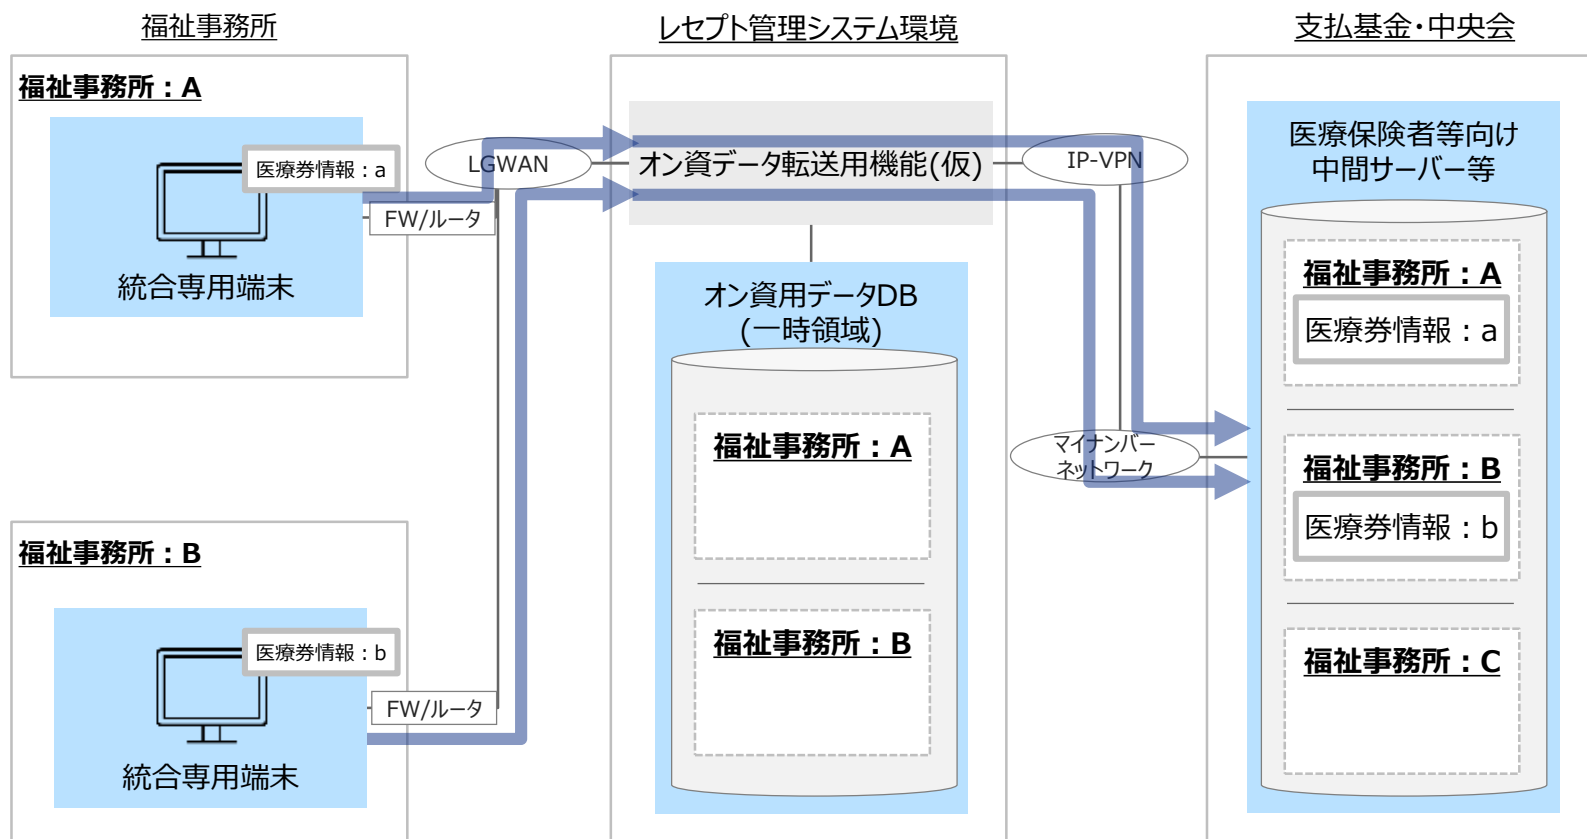 福祉事務所
福祉事務所：A
医療券情報：a
FW/ルータ
統合専用端末
福祉事務所：B
医療券情報：b
FW/ルータ
統合専用端末
LGWAN
レセプト管理システム環境
オン資データ転送用機能(仮)
オン資用データDB
(一時領域)
福祉事務所：A
福祉事務所：B
IP-VPN
マイナンバー
ネットワーク
支払基金・中央会
医療保険者等向け
中間サーバー等
福祉事務所：A
医療券情報：a
福祉事務所：B
医療券情報：b
福祉事務所：C